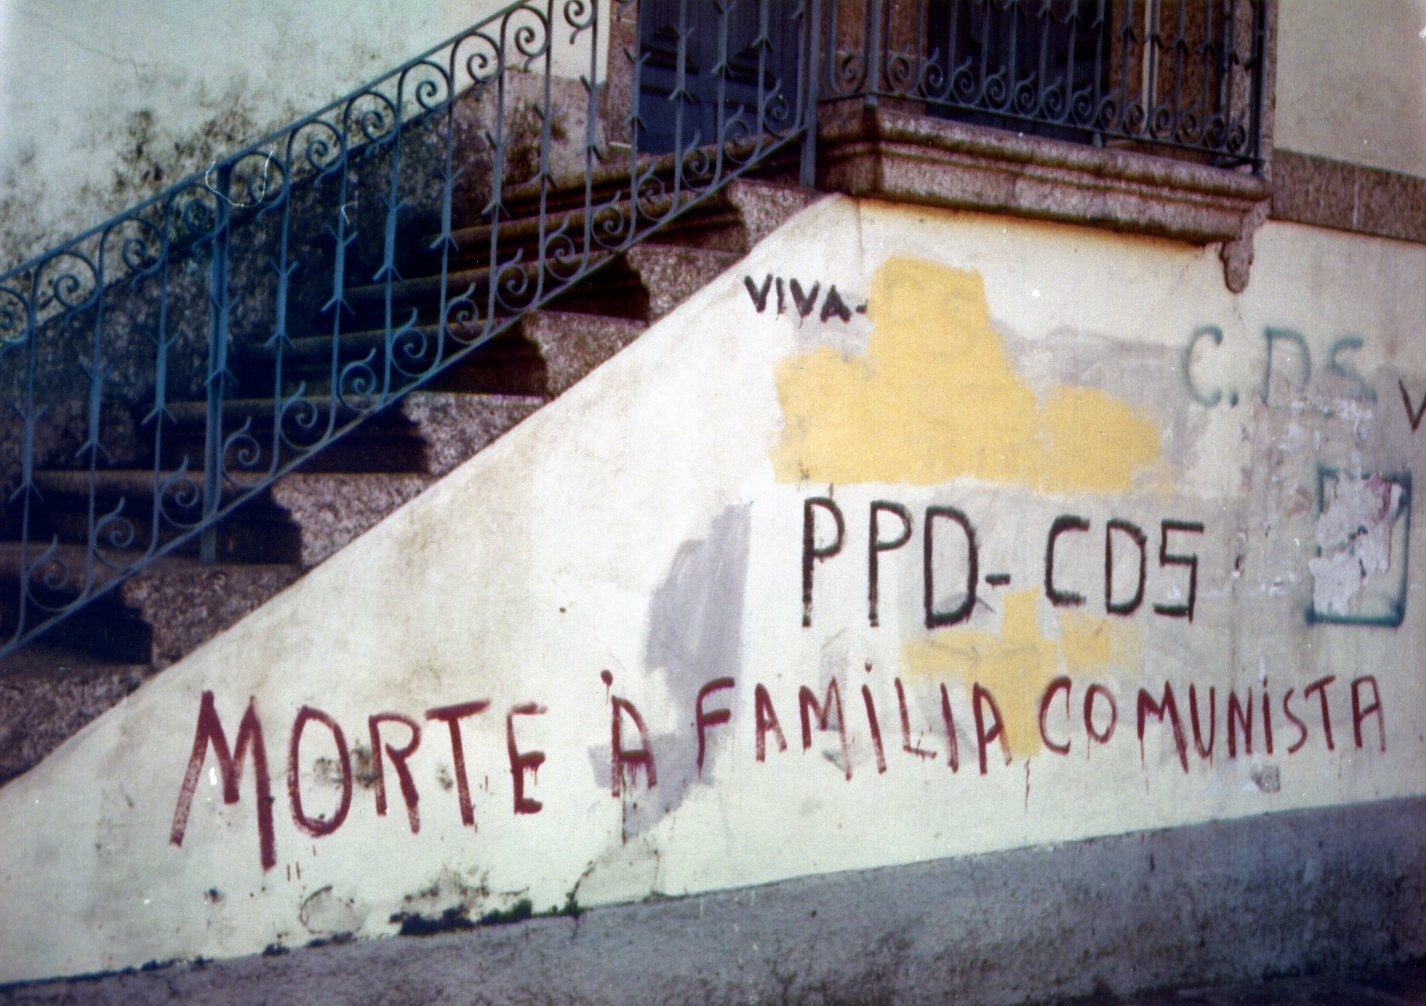 VIVA-
C.DS
V
PPD-CDS
MORTE À FAMILIA COMUNISTA